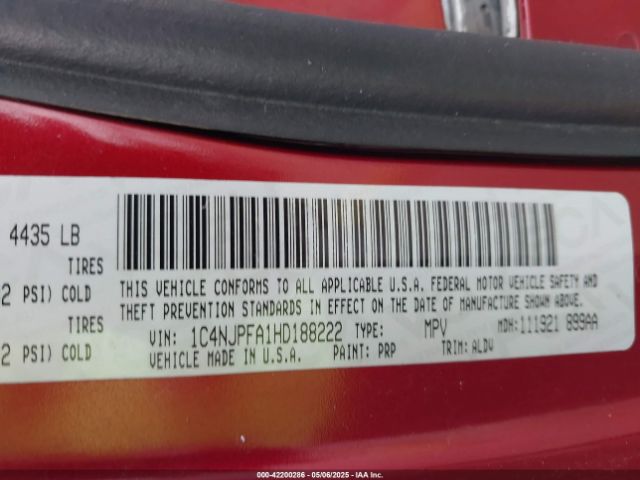 4435 LB
TIRES
2 PSI) COLD
TIRES
2 PSI) COLD
THIS VEHICLE CONFORMS TO ALL APPLICABLE U.S.A. FEDERAL MOTOR VEHICLE SAFETY AND
THEFT PREVENTION STANDARDS IN EFFECT ON THE DATE OF MANUFACTURE SHOWN ABOVE.
VIN: 1C4NJPFA1HD188222 TYPE: MPV MDH: 111921 899AA
VEHICLE MADE IN U.S.A. PAINT: PRP TRIM: ALDV
000-42200286 - 05/06/2025 - IAA Inc.